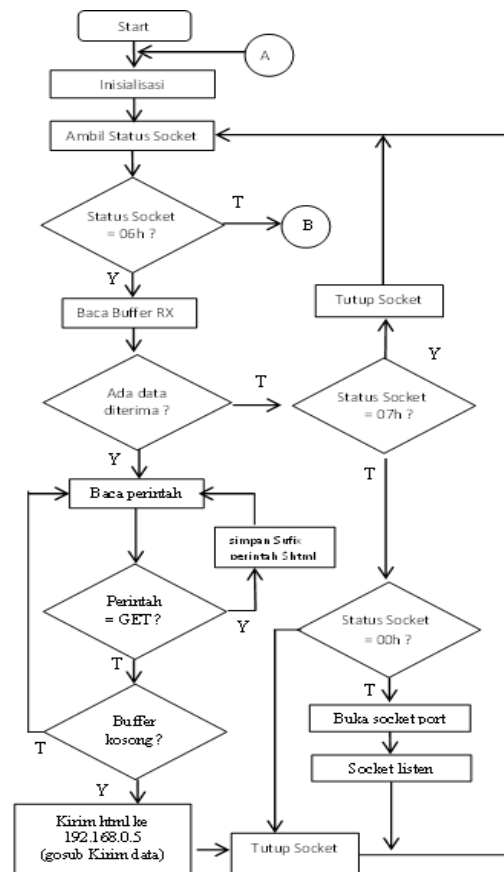 Start
A
Inisialisasi
Ambil Status Socket
Status Socket
= 06h ?
T
B
Y
Baca Buffer RX
Tutup Socket
Y
Ada data
diterima ?
T
Status Socket
= 07h ?
Y
T
Baca perintah
simpan Sufix
perintah Shtml
Perintah
= GET ?
Y
Status Socket
= 00h ?
T
T
Buka socket port
Buffer
kosong ?
T
Socket listen
Y
Kirim html ke
192.168.0.5
(gosub Kirim data)
Tutup Socket